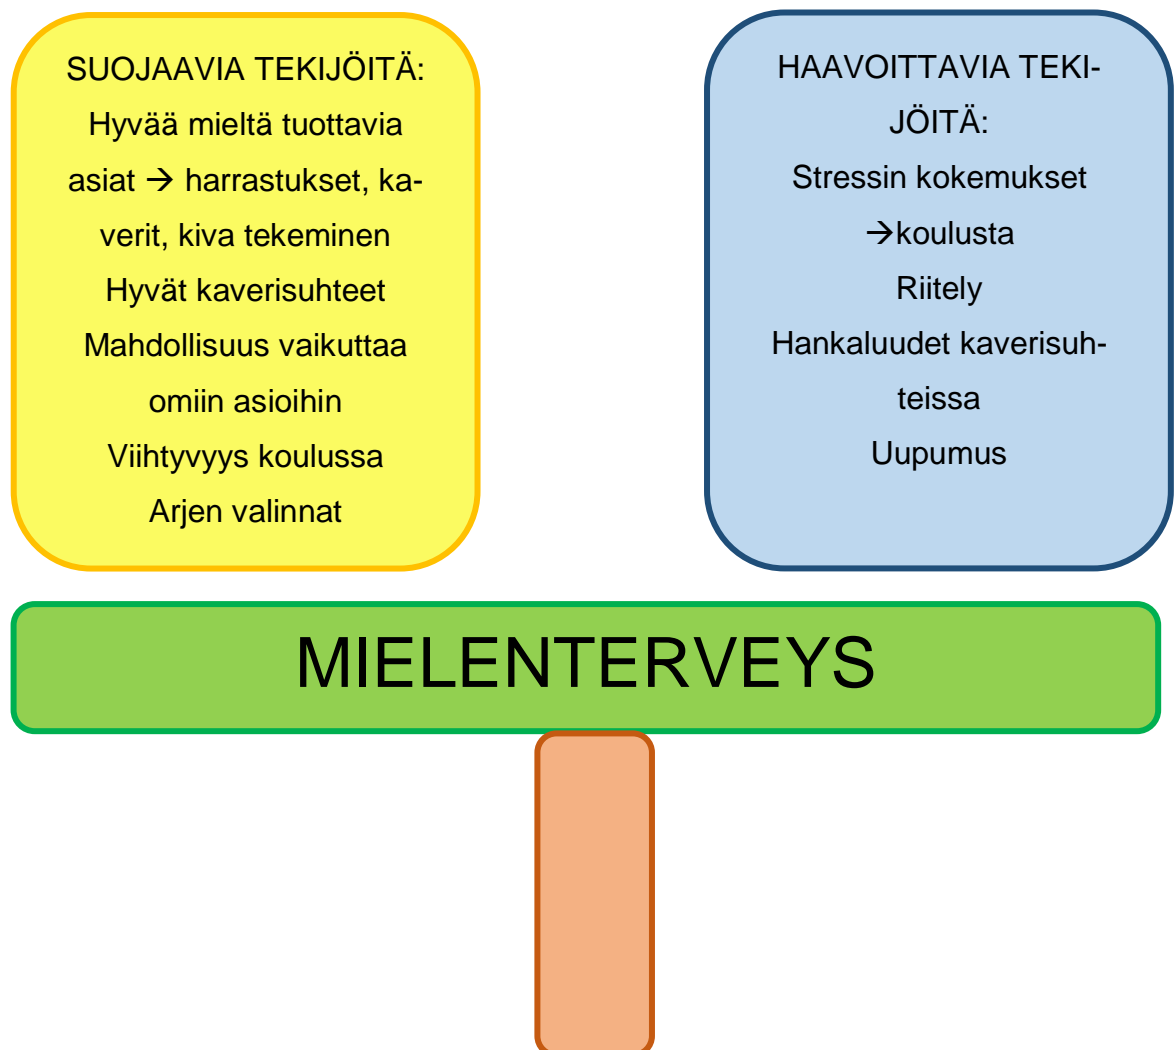 SUOJAAVIA TEKIJÖITÄ:
Hyvää mieltä tuottavia
asiat → harrastukset, ka-
verit, kiva tekeminen
Hyvät kaverisuhteet
Mahdollisuus vaikuttaa
omiin asioihin
Viihtyvyys koulussa
Arjen valinnat
HAAVOITTAVIA TEKI-
JÖITÄ:
Stressin kokemukset
→koulusta
Riitely
Hankaluudet kaverisuh-
teissa
Uupumus
MIELENTERVEYS